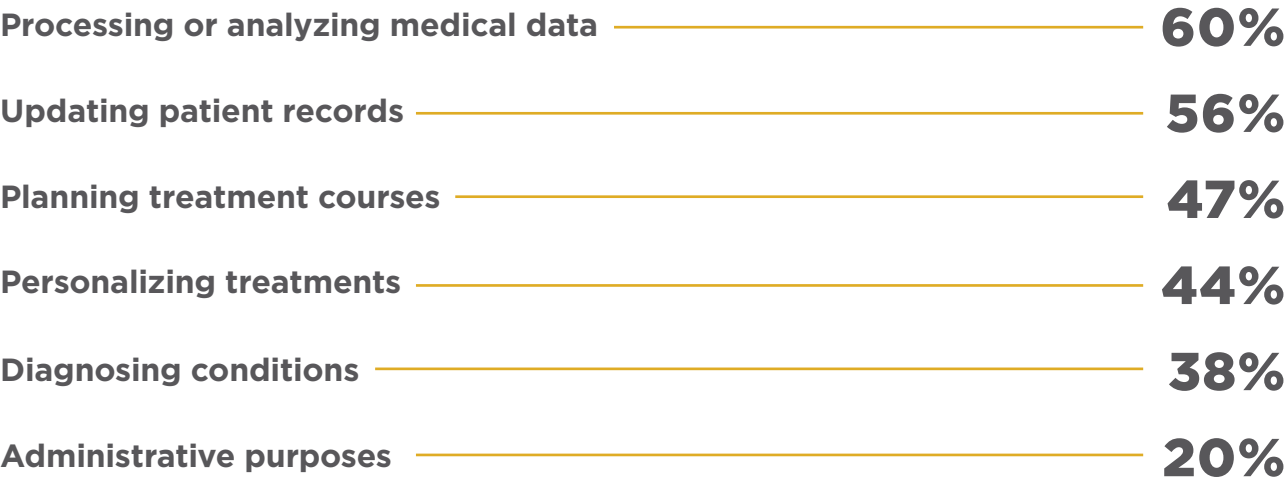 Processing or analyzing medical data 60%
Updating patient records 56%
Planning treatment courses 47%
Personalizing treatments 44%
Diagnosing conditions 38%
Administrative purposes 20%